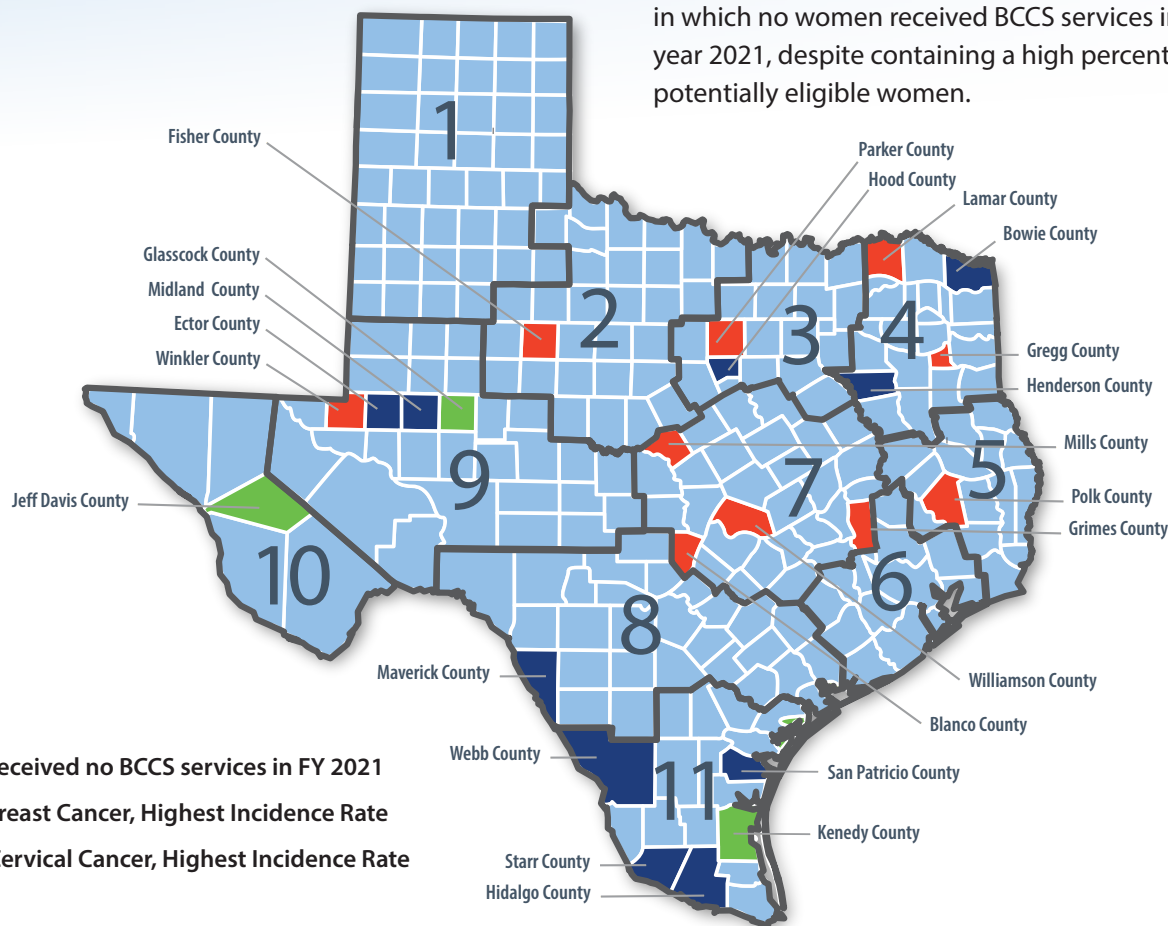 in which no women received BCCS services in
year 2021, despite containing a high percent
potentially eligible women.
Fisher County
Parker County
Hood County
Lamar County
Bowie County
Glasscock County
Midland County
Ector County
Winkler County
Gregg County
Henderson County
Mills County
Polk County
Grimes County
Jeff Davis County
1
2
3
4
5
6
7
8
9
10
11
Maverick County
Williamson County
Blanco County
Webb County
San Patricio County
Kenedy County
Starr County
Hidalgo County
eceived no BCCS services in FY 2021
reast Cancer, Highest Incidence Rate
ervical Cancer, Highest Incidence Rate